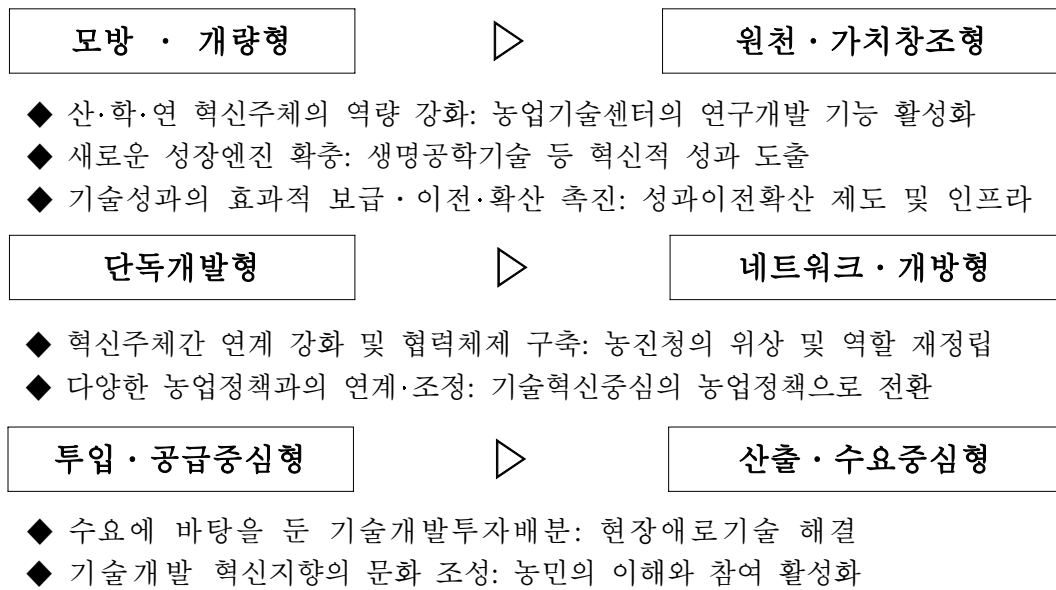 모방 · 개량형 ▷ 원천·가치창조형
◆ 산·학·연 혁신주체의 역량 강화: 농업기술센터의 연구개발 기능 활성화
◆ 새로운 성장엔진 확충: 생명공학기술 등 혁신적 성과 도출
◆ 기술성과의 효과적 보급·이전·확산 촉진: 성과이전확산 제도 및 인프라
단독개발형 ▷ 네트워크·개방형
◆ 혁신주체간 연계 강화 및 협력체제 구축: 농진청의 위상 및 역할 재정립
◆ 다양한 농업정책과의 연계·조정: 기술혁신중심의 농업정책으로 전환
투입·공급중심형 ▷ 산출·수요중심형
◆ 수요에 바탕을 둔 기술개발투자배분: 현장애로기술 해결
◆ 기술개발 혁신지향의 문화 조성: 농민의 이해와 참여 활성화